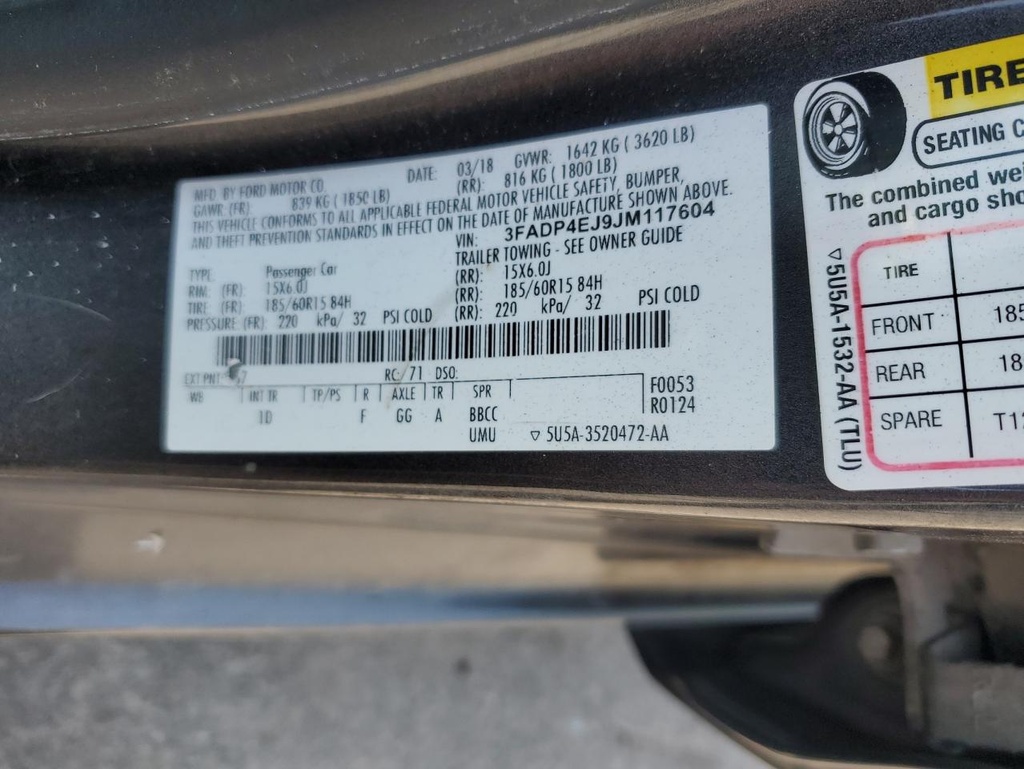 MFD. BY FORD MOTOR CO.
DATE: 03/18 GVWR: 1642 KG ( 3620 LB)
GAWR: (FR) 839 KG ( 1850 LB) (RR): 816 KG ( 1800 LB)
THIS VEHICLE CONFORMS TO ALL APPLICABLE FEDERAL MOTOR VEHICLE SAFETY, BUMPER,
AND THEFT PREVENTION STANDARDS IN EFFECT ON THE DATE OF MANUFACTURE SHOWN ABOVE.
VIN: 3FADP4EJ9JM117604
TYPE: Passenger Car TRAILER TOWING - SEE OWNER GUIDE
RIM: (FR) 15X6.0J (RR): 15X6.0J
TIRE: (FR) 185/60R15 84H (RR): 185/60R15 84H
PRESSURE: (FR) 220 kPa/ 32 PSI COLD (RR): 220 kPa/ 32 PSI COLD
EXT PNT: RC: 71 DSO:
WB INT TR TP/PS R AXLE TR SPR F0053
1D F GG A BBCC R0124
UMU ▽ 5U5A-3520472-AA
TIRE
SEATING C
The combined wei
and cargo sho
TIRE
FRONT 185
REAR 18
SPARE T12
▽5U5A-1532-AA (TLU)